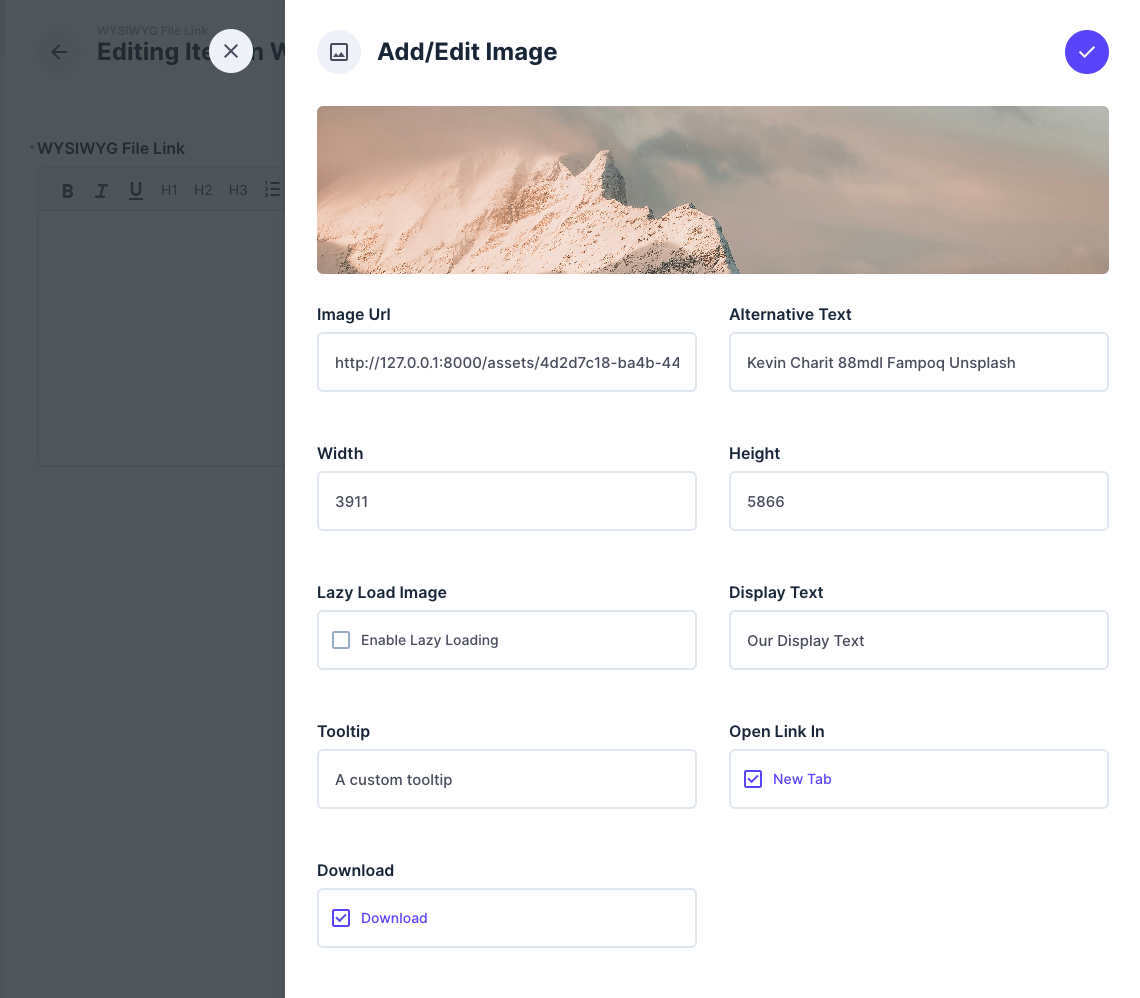 WYSIWYG File Link
Editing Ite
n W
Add/Edit Image
WYSIWYG File Link
B I U H1 H2 H3
Image Url
Alternative Text
http://127.0.0.1:8000/assets/4d2d7c18-ba4b-44
Kevin Charit 88mdl Fampoq Unsplash
Width
Height
3911
5866
Lazy Load Image
Display Text
Enable Lazy Loading
Our Display Text
Tooltip
Open Link In
A custom tooltip
New Tab
Download
Download